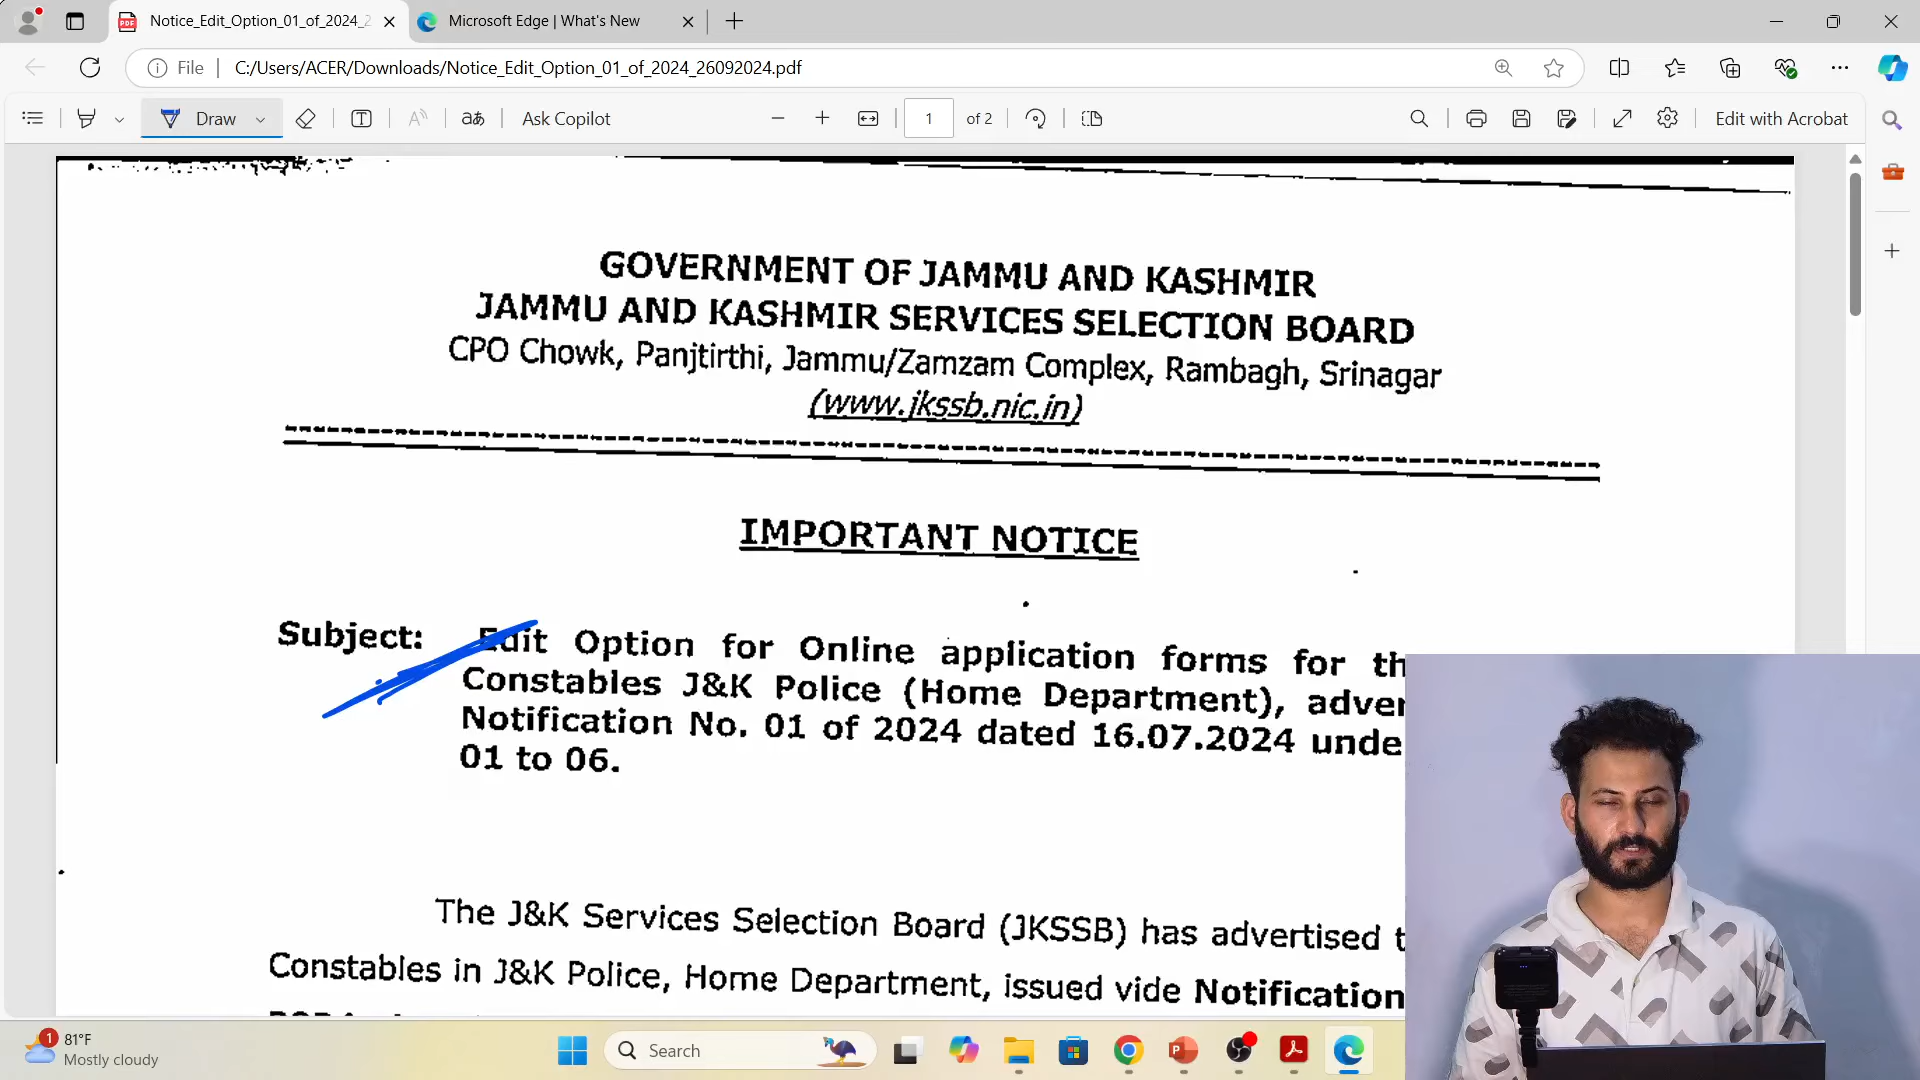 Notice_Edit_Option_01_of_2024_2
Microsoft Edge | What's New
File
C:/Users/ACER/Downloads/Notice_Edit_Option_01_of_2024_26092024.pdf
Draw
Ask Copilot
1 of 2
Edit with Acrobat
GOVERNMENT OF JAMMU AND KASHMIR
JAMMU AND KASHMIR SERVICES SELECTION BOARD
CPO Chowk, Panjtirthi, Jammu/Zamzam Complex, Rambagh, Srinagar
(www.jkssb.nic.in)
IMPORTANT NOTICE
Subject: Edit Option for Online application forms for th
Constables J&K Police (Home Department), adver
Notification No. 01 of 2024 dated 16.07.2024 unde
01 to 06.
The J&K Services Selection Board (JKSSB) has advertised t
Constables in J&K Police, Home Department, issued vide Notification
1
81°F
Mostly cloudy
Search